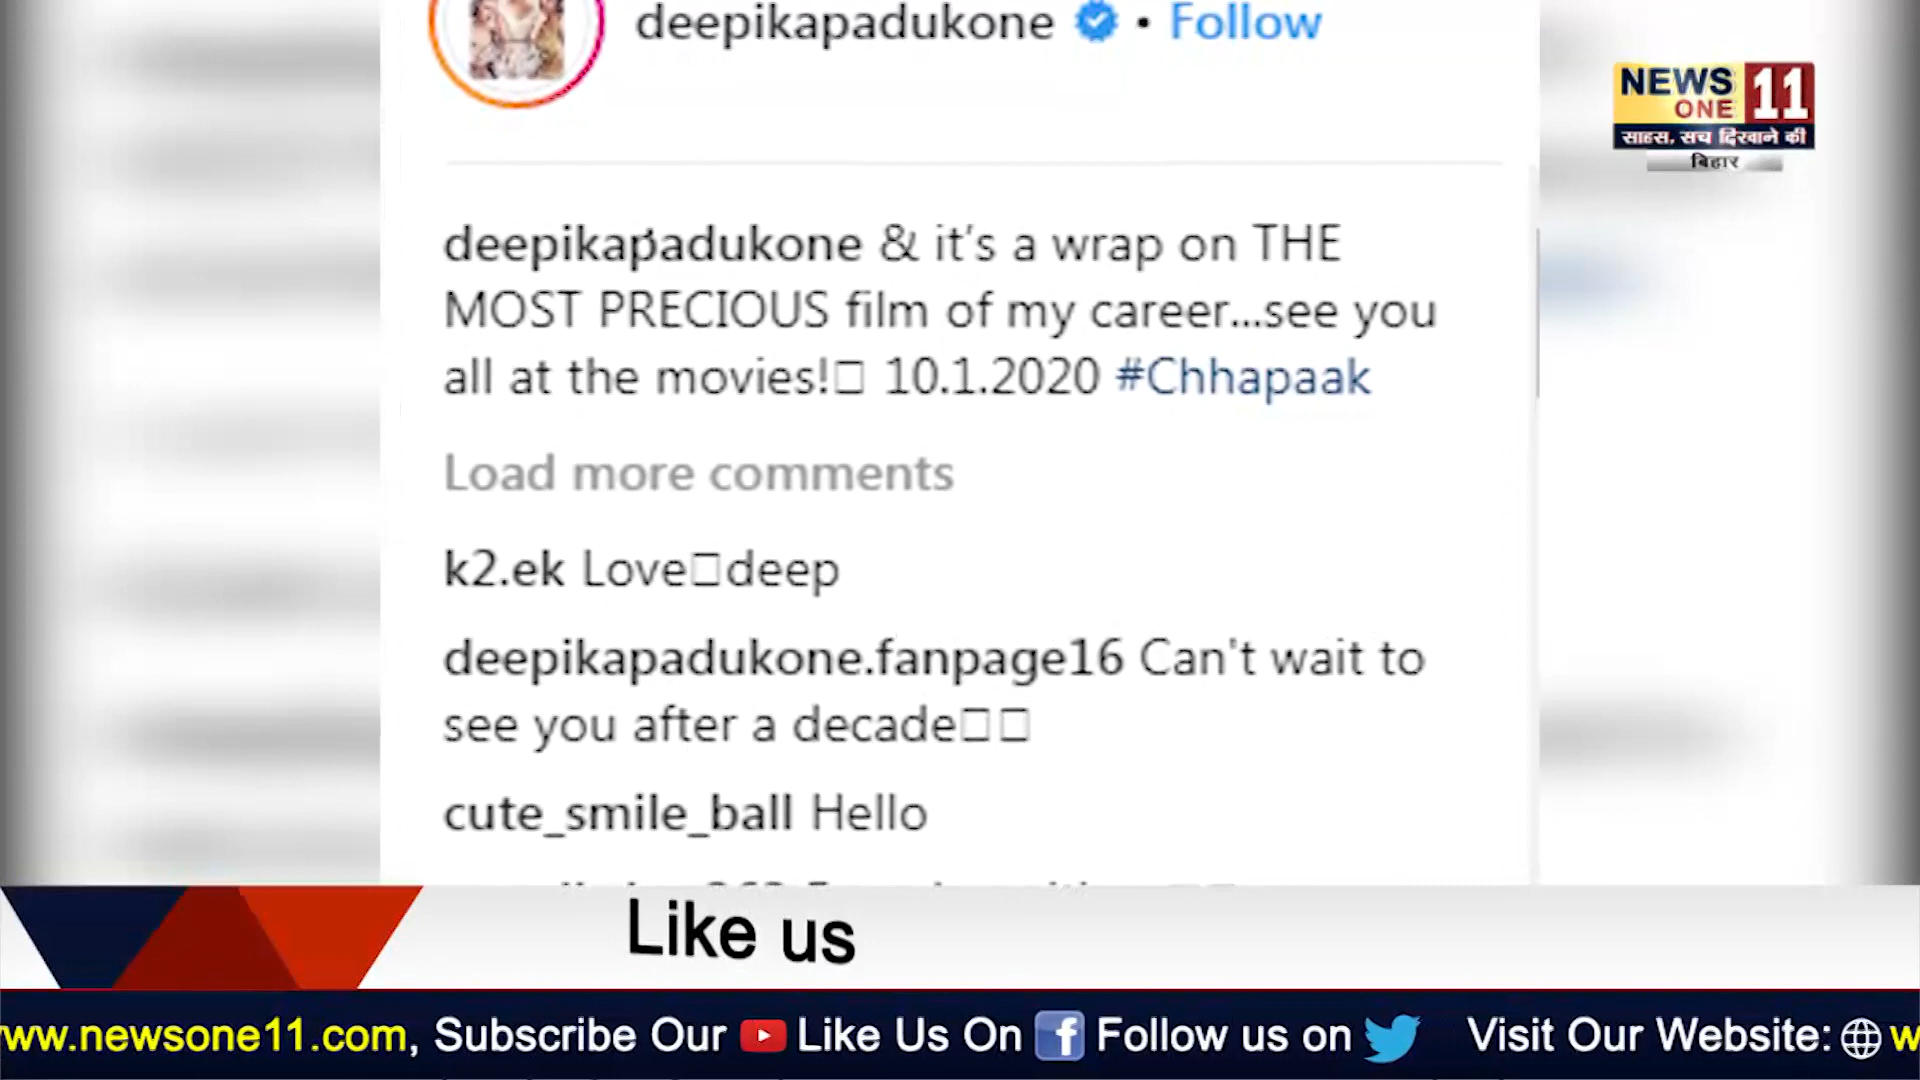 deepikapadukone • Follow
NEWS
ONE
11
साहस, सच दिखाने की
बिहार
deepikapadukone & it's a wrap on THE
MOST PRECIOUS film of my career...see you
all at the movies!□ 10.1.2020 #Chhapaak
Load more comments
k2.ek Love□deep
deepikapadukone.fanpage16 Can't wait to
see you after a decade□□
cute_smile_ball Hello
Like us
www.newsone11.com, Subscribe Our Like Us On Follow us on Visit Our Website: w